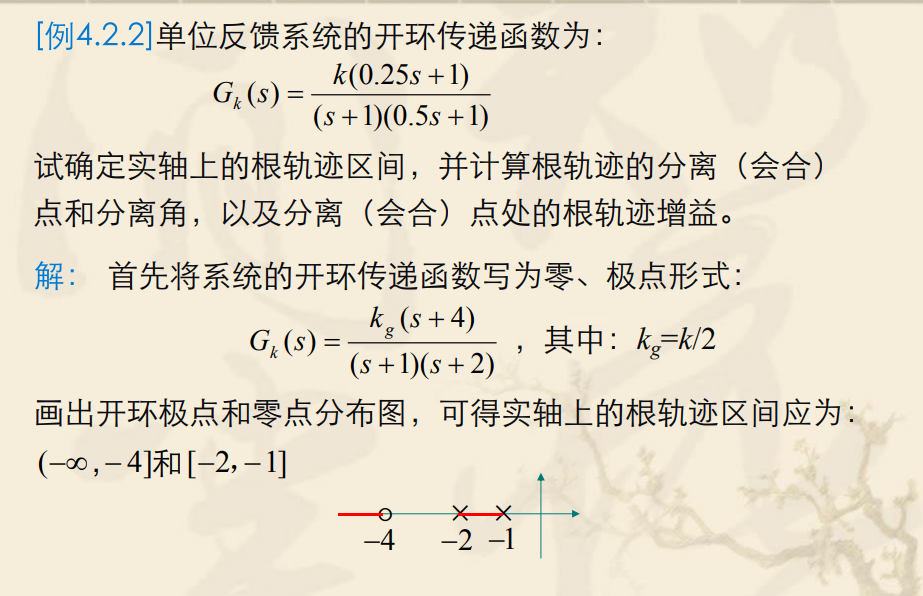 [例4.2.2]单位反馈系统的开环传递函数为：
G_k(s) = k(0.25s+1) / (s+1)(0.5s+1)
试确定实轴上的根轨迹区间，并计算根轨迹的分离（会合）
点和分离角，以及分离（会合）点处的根轨迹增益。
解： 首先将系统的开环传递函数写为零、极点形式：
G_k(s) = k_g(s+4) / (s+1)(s+2) ，其中：k_g=k/2
画出开环极点和零点分布图，可得实轴上的根轨迹区间应为：
(−∞,−4]和[−2,−1]
−4 −2 −1